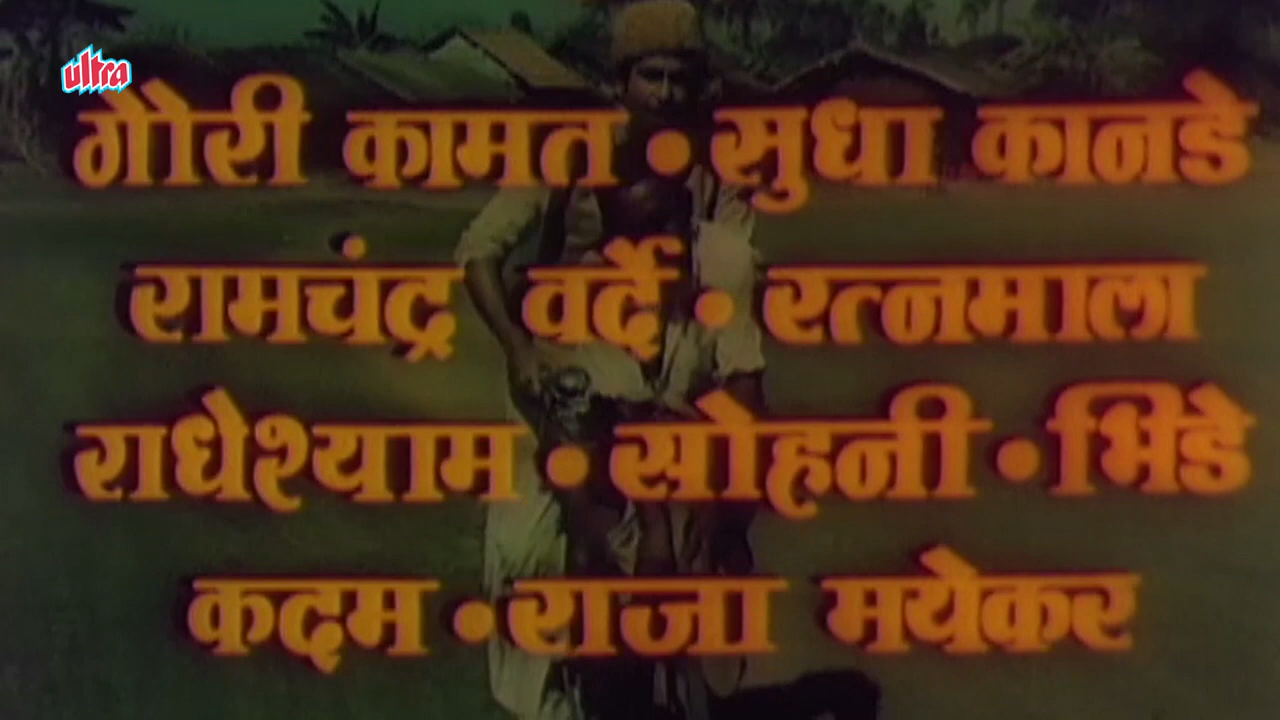 ultra
गौरी कामत • सुधा कानडे
रामचंद्र वर्दे • रत्नमाला
राधेश्याम • सोहनी • भिडे
कदम • राजा मयेकर